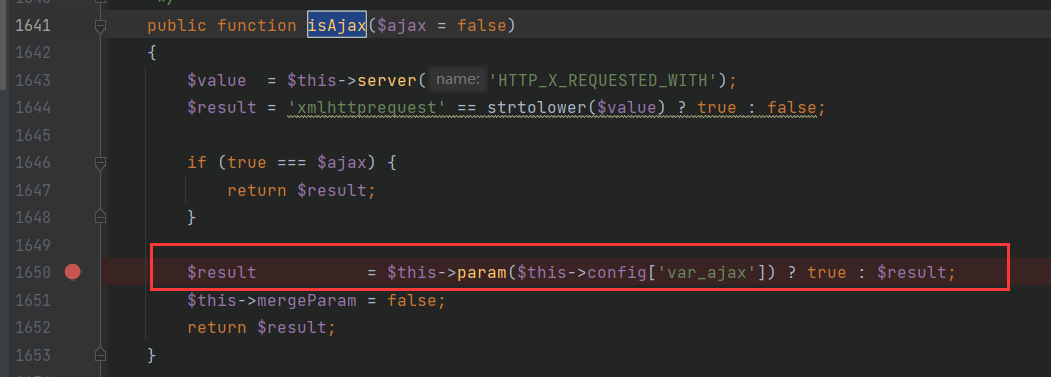 */
1641 public function isAjax($ajax = false)
1642 {
1643 $value = $this->server( name: 'HTTP_X_REQUESTED_WITH');
1644 $result = 'xmlhttprequest' == strtolower($value) ? true : false;
1645
1646 if (true === $ajax) {
1647 return $result;
1648 }
1649
1650 $result = $this->param($this->config['var_ajax']) ? true : $result;
1651 $this->mergeParam = false;
1652 return $result;
1653 }